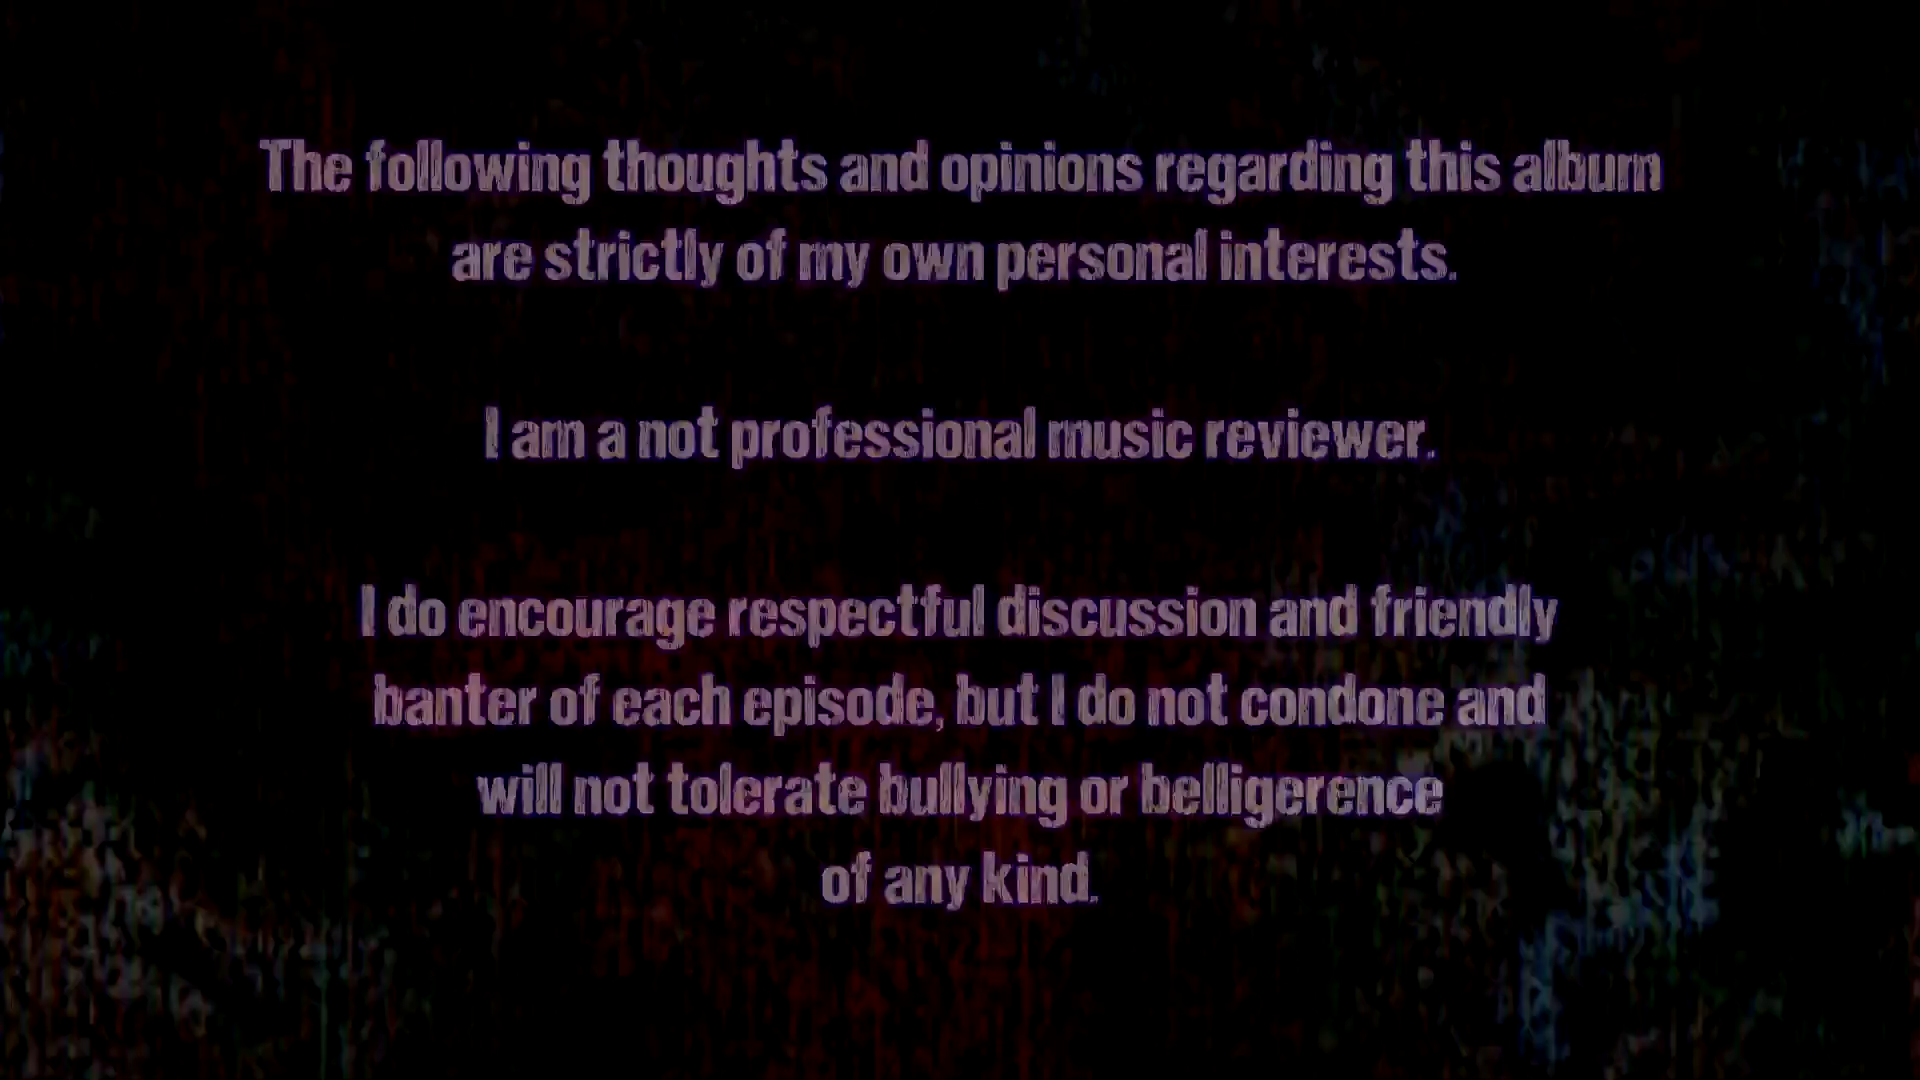 The following thoughts and opinions regarding this album
are strictly of my own personal interests.
I am a not professional music reviewer.
I do encourage respectful discussion and friendly
banter of each episode, but I do not condone and
will not tolerate bullying or belligerence
of any kind.